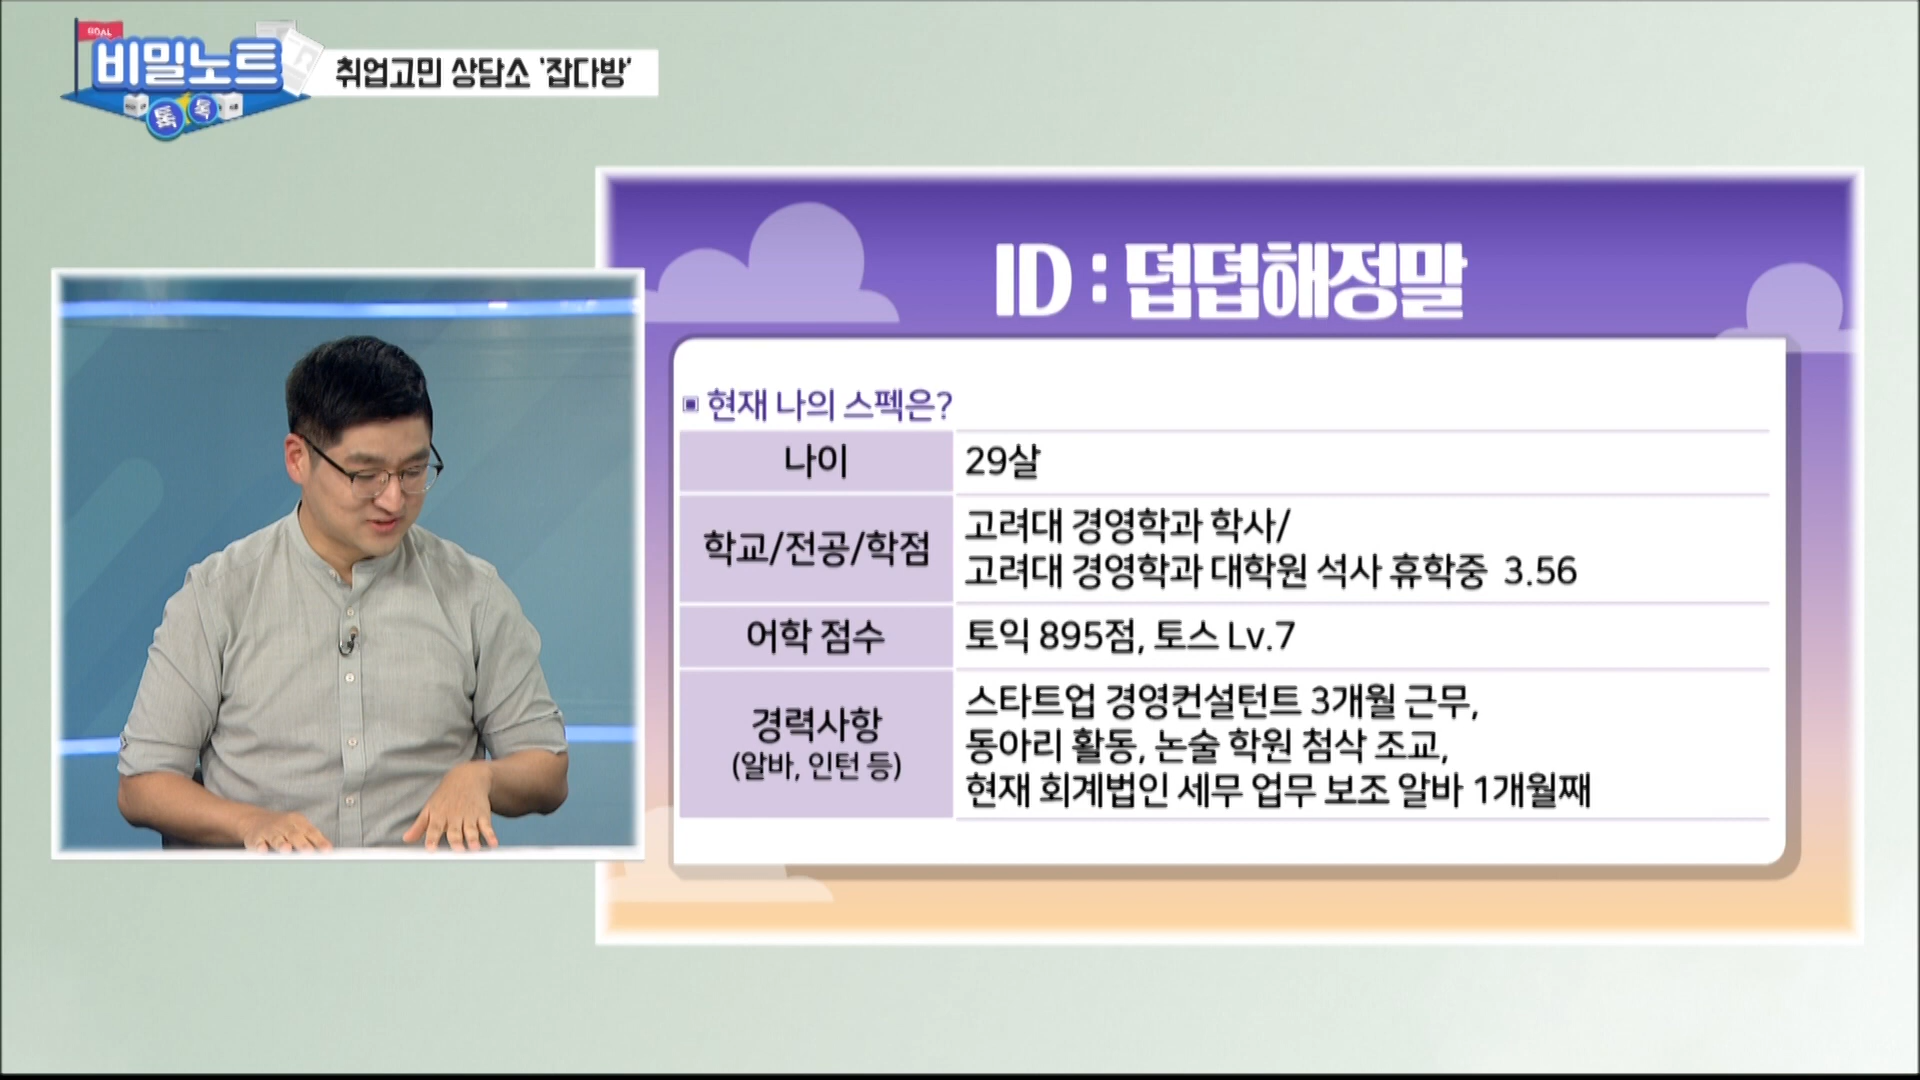 GOAL
비밀노트
톡톡
취업고민 상담소 '잡다방'
ID : 뎝뎝해정말
▣ 현재 나의 스펙은?
나이
29살
학교/전공/학점
고려대 경영학과 학사/
고려대 경영학과 대학원 석사 휴학중 3.56
어학 점수
토익 895점, 토스 Lv.7
경력사항
(알바, 인턴 등)
스타트업 경영컨설턴트 3개월 근무,
동아리 활동, 논술 학원 첨삭 조교,
현재 회계법인 세무 업무 보조 알바 1개월째